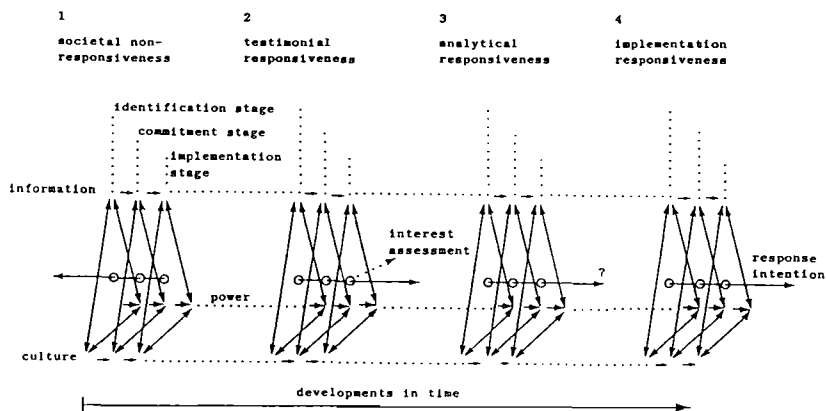 1
societal non-
responsiveness
2
testimonial
responsiveness
3
analytical
responsiveness
4
implementation
responsiveness
identification stage
commitment stage
implementation
stage
information
interest
assessment
?
response
intention
power
culture
developments in time